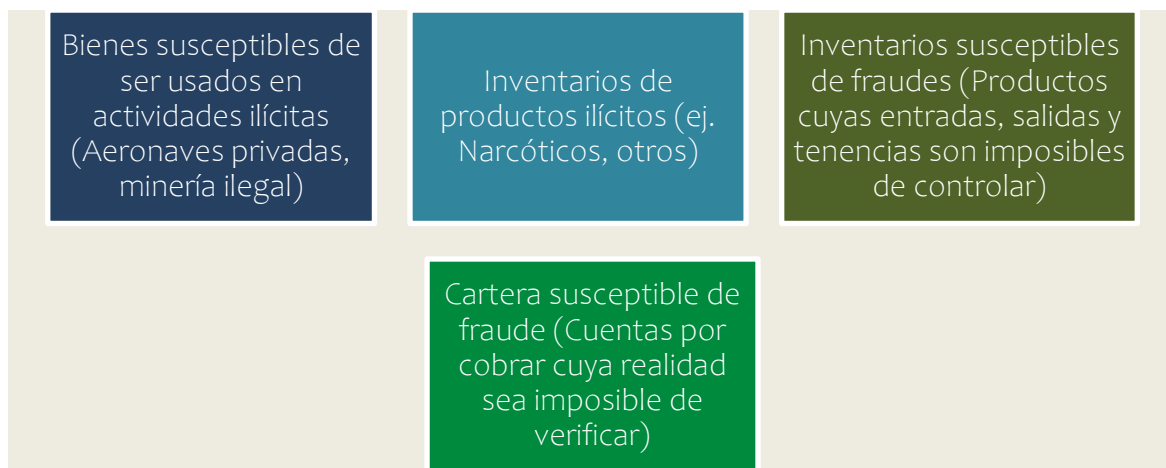 Bienes susceptibles de
ser usados en
actividades ilícitas
(Aeronaves privadas,
minería ilegal)
Inventarios de
productos ilícitos (ej.
Narcóticos, otros)
Inventarios susceptibles
de fraudes (Productos
cuyas entradas, salidas y
tenencias son imposibles
de controlar)
Cartera susceptible de
fraude (Cuentas por
cobrar cuya realidad
sea imposible de
verificar)